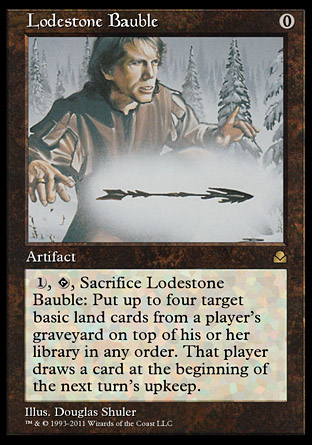 Lodestone Bauble 0
Artifact
1, T, Sacrifice Lodestone
Bauble: Put up to four target
basic land cards from a player's
graveyard on top of his or her
library in any order. That player
draws a card at the beginning of
the next turn's upkeep.
Illus. Douglas Shuler
™ & © 1993-2011 Wizards of the Coast LLC